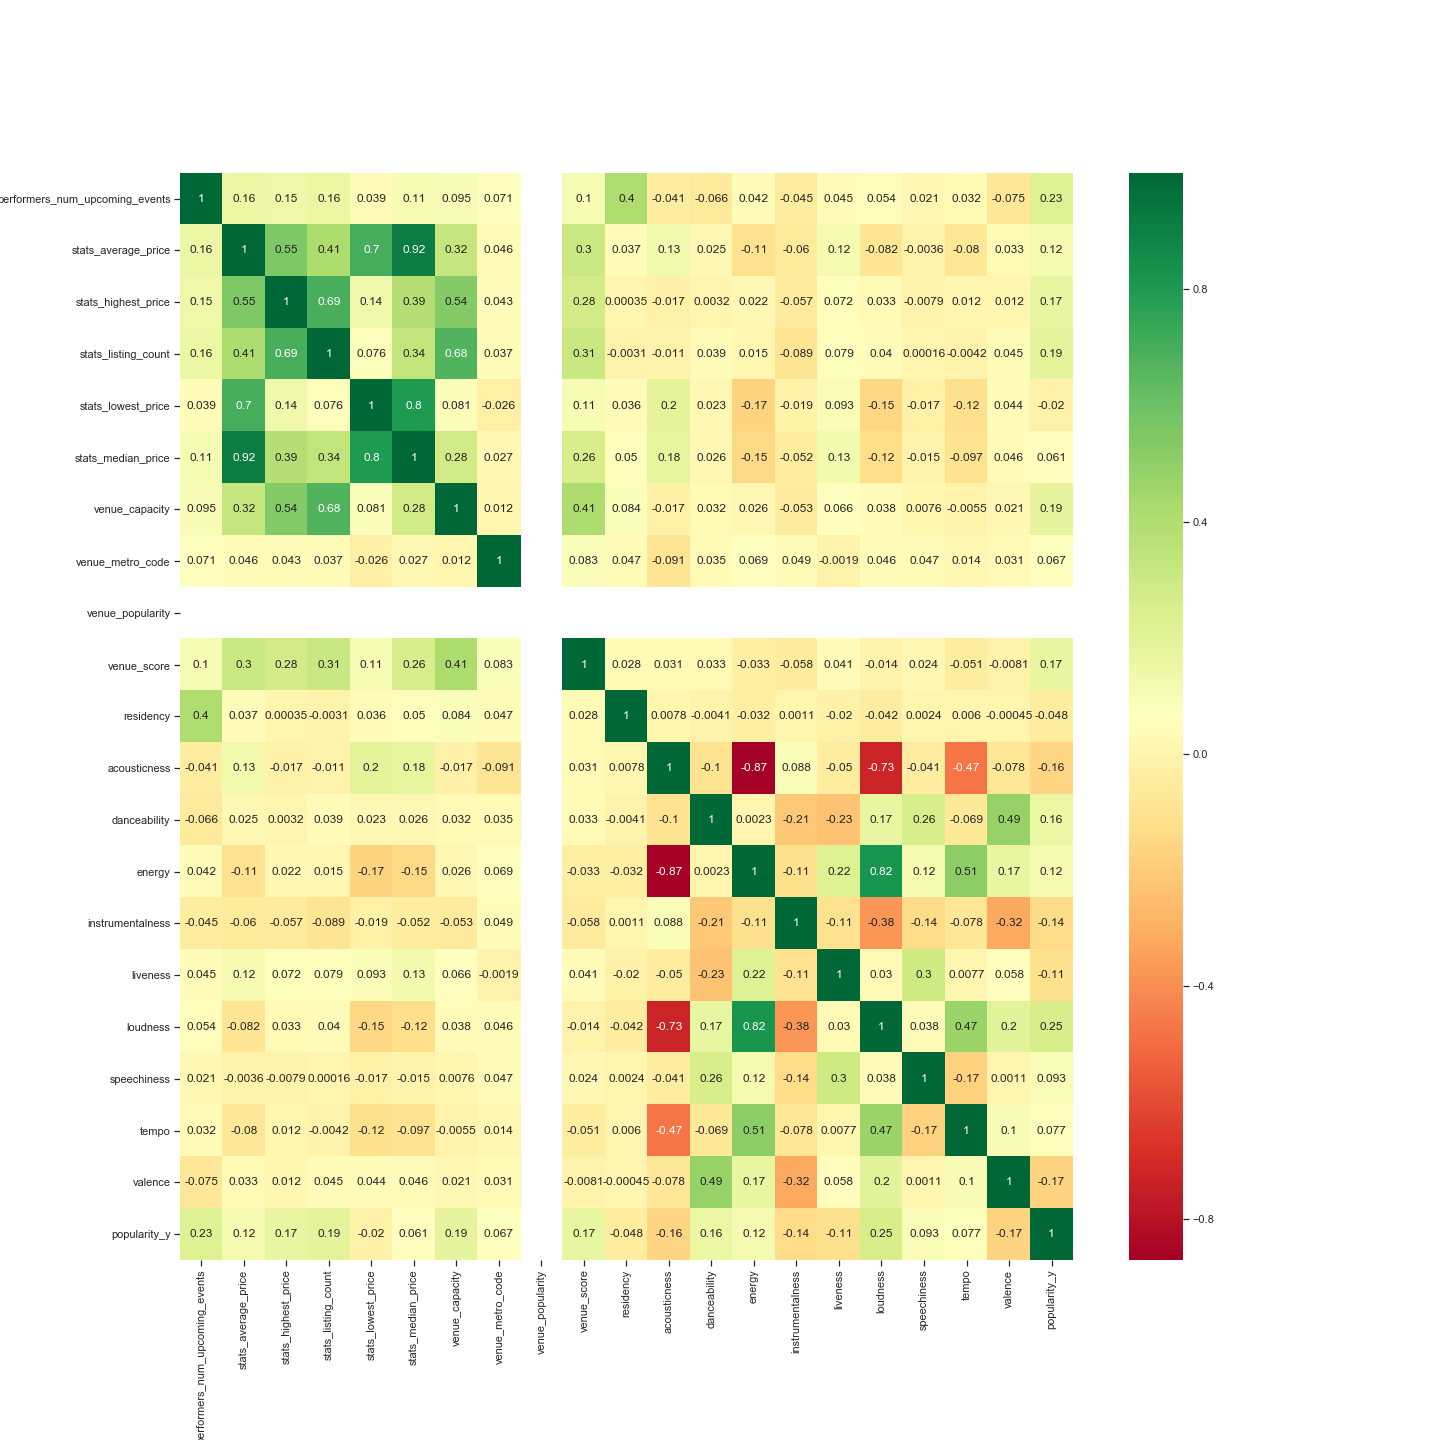 performers_num_upcoming_events 1 0.16 0.15 0.16 0.039 0.11 0.095 0.071 0.1 0.4 -0.041 -0.066 0.042 -0.045 0.045 0.054 0.021 0.032 -0.075 0.23
stats_average_price 0.16 1 0.55 0.41 0.7 0.92 0.32 0.046 0.3 0.037 0.13 0.025 -0.11 -0.06 0.12 -0.082 -0.0036 -0.08 0.033 0.12
stats_highest_price 0.15 0.55 1 0.69 0.14 0.39 0.54 0.043 0.28 0.00035 -0.017 0.0032 0.022 -0.057 0.072 0.033 -0.0079 0.012 0.012 0.17
0.8
stats_listing_count 0.16 0.41 0.69 1 0.076 0.34 0.68 0.037 0.31 -0.0031 -0.011 0.039 0.015 -0.089 0.079 0.04 0.00016 -0.0042 0.045 0.19
stats_lowest_price 0.039 0.7 0.14 0.076 1 0.8 0.081 -0.026 0.11 0.036 0.2 0.023 -0.17 -0.019 0.093 -0.15 -0.017 -0.12 0.044 -0.02
stats_median_price 0.11 0.92 0.39 0.34 0.8 1 0.28 0.027 0.26 0.05 0.18 0.026 -0.15 -0.052 0.13 -0.12 -0.015 -0.097 0.046 0.061
venue_capacity 0.095 0.32 0.54 0.68 0.081 0.28 1 0.012 0.41 0.084 -0.017 0.032 0.026 -0.053 0.066 0.038 0.0076 -0.0055 0.021 0.19
0.4
venue_metro_code 0.071 0.046 0.043 0.037 -0.026 0.027 0.012 1 0.083 0.047 -0.091 0.035 0.069 0.049 -0.0019 0.046 0.047 0.014 0.031 0.067
venue_popularity
venue_score 0.1 0.3 0.28 0.31 0.11 0.26 0.41 0.083 1 0.028 0.031 0.033 -0.033 -0.058 0.041 -0.014 0.024 -0.051 -0.0081 0.17
residency 0.4 0.037 0.00035 -0.0031 0.036 0.05 0.084 0.047 0.028 1 0.0078 -0.0041 -0.032 0.0011 -0.02 -0.042 0.0024 0.006 -0.00045 -0.048
0.0
acousticness -0.041 0.13 -0.017 -0.011 0.2 0.18 -0.017 -0.091 0.031 0.0078 1 -0.1 -0.87 0.088 -0.05 -0.73 -0.041 -0.47 -0.078 -0.16
danceability -0.066 0.025 0.0032 0.039 0.023 0.026 0.032 0.035 0.033 -0.0041 -0.1 1 0.0023 -0.21 -0.23 0.17 0.26 -0.069 0.49 0.16
energy 0.042 -0.11 0.022 0.015 -0.17 -0.15 0.026 0.069 -0.033 -0.032 -0.87 0.0023 1 -0.11 0.22 0.82 0.12 0.51 0.17 0.12
instrumentalness -0.045 -0.06 -0.057 -0.089 -0.019 -0.052 -0.053 0.049 -0.058 0.0011 0.088 -0.21 -0.11 1 -0.11 -0.38 -0.14 -0.078 -0.32 -0.14
liveness 0.045 0.12 0.072 0.079 0.093 0.13 0.066 -0.0019 0.041 -0.02 -0.05 -0.23 0.22 -0.11 1 0.03 0.3 0.0077 0.058 -0.11
-0.4
loudness 0.054 -0.082 0.033 0.04 -0.15 -0.12 0.038 0.046 -0.014 -0.042 -0.73 0.17 0.82 -0.38 0.03 1 0.038 0.47 0.2 0.25
speechiness 0.021 -0.0036 -0.0079 0.00016 -0.017 -0.015 0.0076 0.047 0.024 0.0024 -0.041 0.26 0.12 -0.14 0.3 0.038 1 -0.17 0.0011 0.093
tempo 0.032 -0.08 0.012 -0.0042 -0.12 -0.097 -0.0055 0.014 -0.051 0.006 -0.47 -0.069 0.51 -0.078 0.0077 0.47 -0.17 1 0.1 0.077
valence -0.075 0.033 0.012 0.045 0.044 0.046 0.021 0.031 -0.0081 -0.00045 -0.078 0.49 0.17 -0.32 0.058 0.2 0.0011 0.1 1 -0.17
-0.8
popularity_y 0.23 0.12 0.17 0.19 -0.02 0.061 0.19 0.067 0.17 -0.048 -0.16 0.16 0.12 -0.14 -0.11 0.25 0.093 0.077 -0.17 1
performers_num_upcoming_events
stats_average_price
stats_highest_price
stats_listing_count
stats_lowest_price
stats_median_price
venue_capacity
venue_metro_code
venue_popularity
venue_score
residency
acousticness
danceability
energy
instrumentalness
liveness
loudness
speechiness
tempo
valence
popularity_y